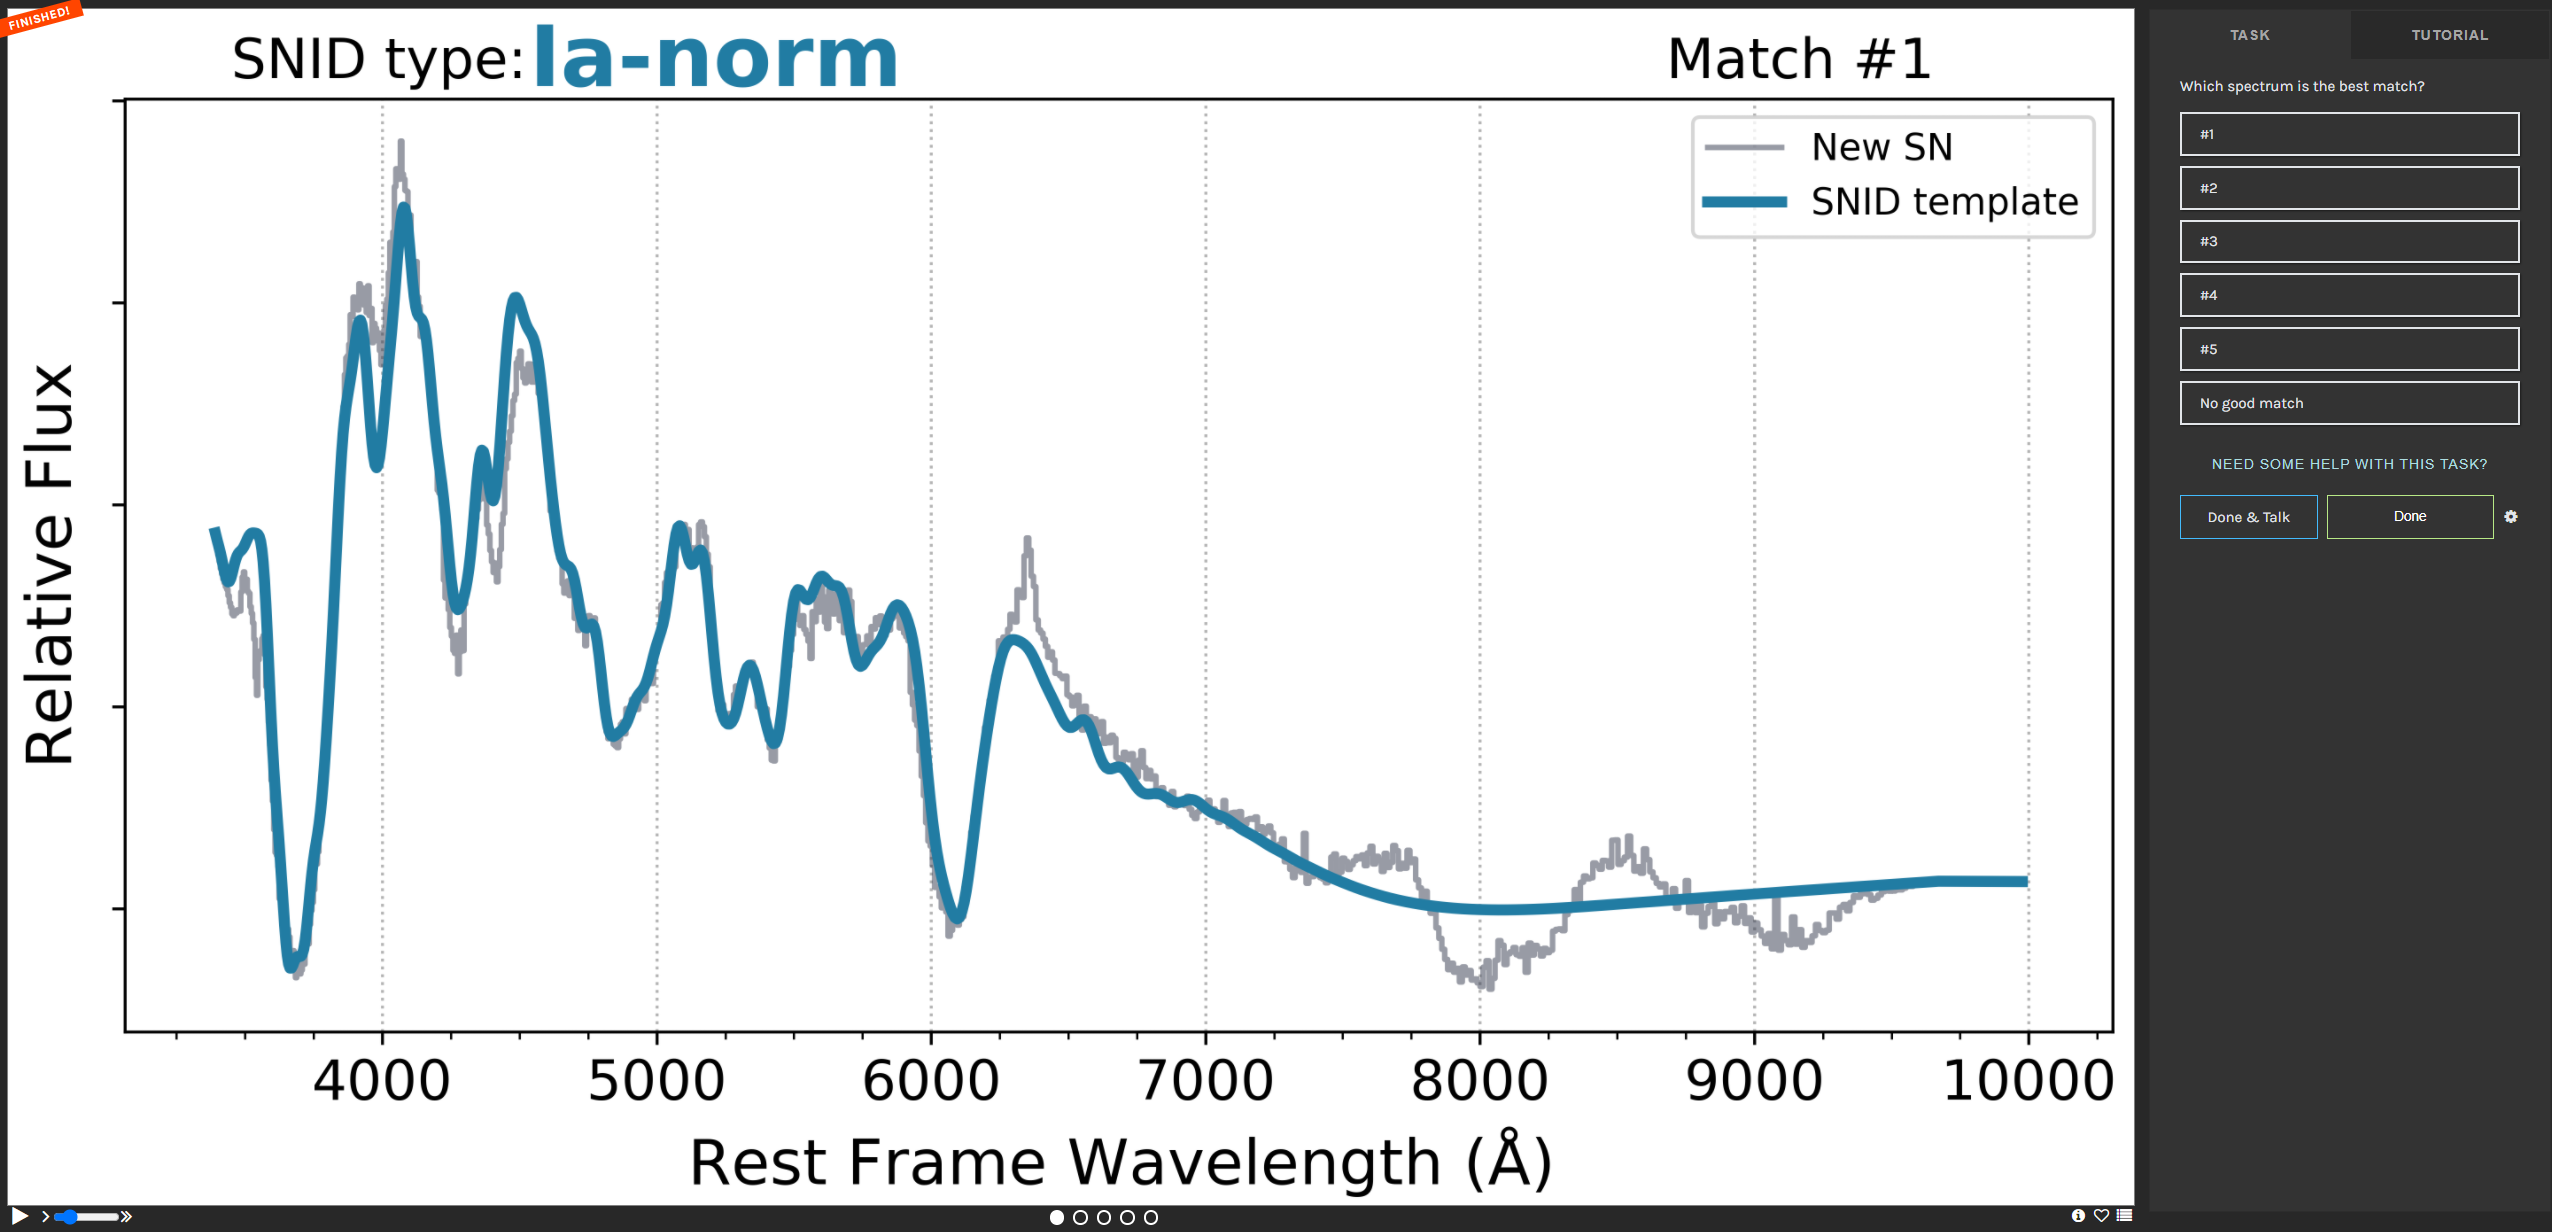 FINISHED!
SNID type: Ia-norm
Match #1
New SN
SNID template
Relative Flux
4000 5000 6000 7000 8000 9000 10000
Rest Frame Wavelength (Å)
TASK
TUTORIAL
Which spectrum is the best match?
#1
#2
#3
#4
#5
No good match
NEED SOME HELP WITH THIS TASK?
Done & Talk
Done